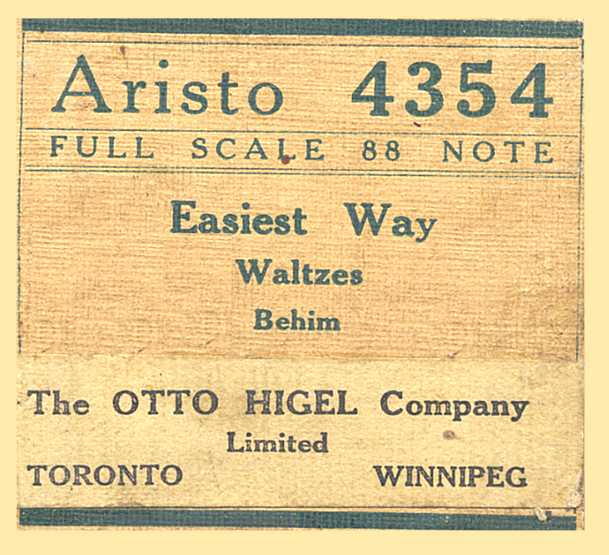 Aristo 4354
FULL SCALE 88 NOTE
Easiest Way
Waltzes
Behim
The OTTO HIGEL Company
Limited
TORONTO WINNIPEG